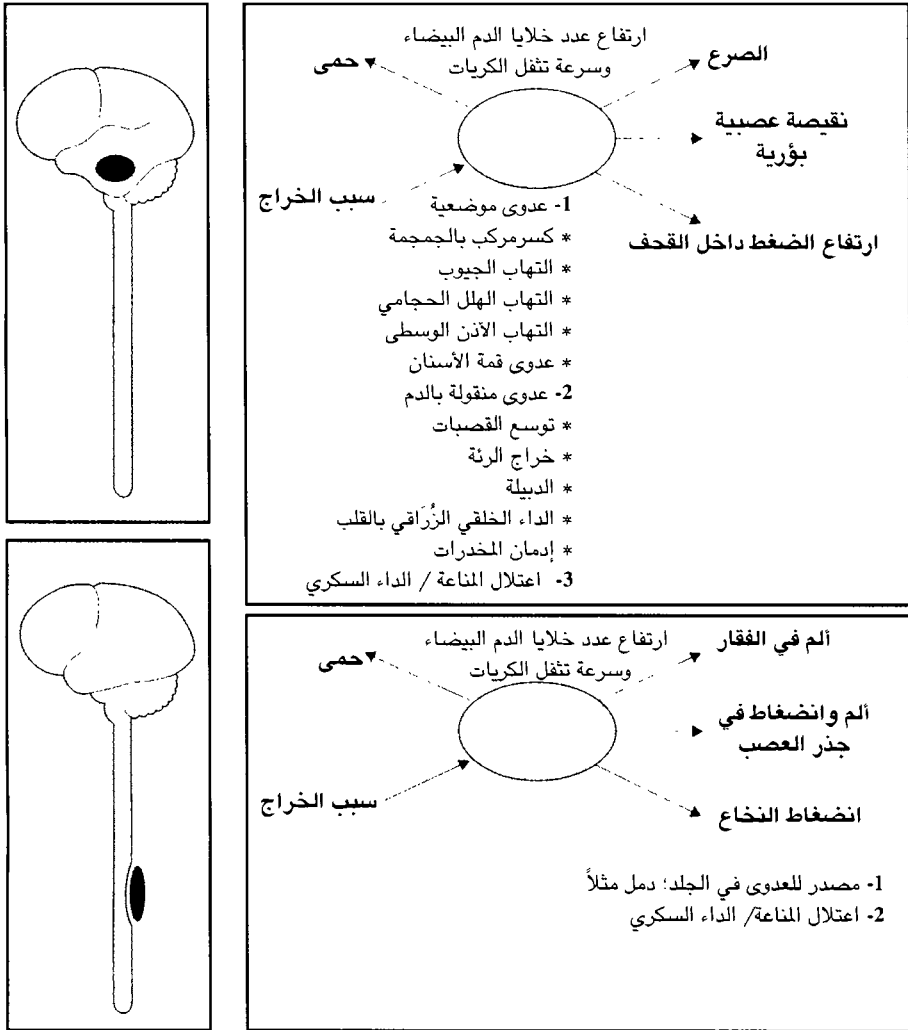 ارتفاع عدد خلايا الدم البيضاء
وسرعة تثفل الكريات
الصرع
حمى
نقيصة عصبية
بؤرية
سبب الخراج
ارتفاع الضغط داخل القحف
1- عدوى موضعية
* كسرمركب بالجمجمة
* التهاب الجيوب
* التهاب الهلل الحجامي
* التهاب الأذن الوسطى
* عدوى قمة الأسنان
2- عدوى منقولة بالدم
* توسع القصبات
* خراج الرئة
* الدبيلة
* الداء الخلقي الزُرَاقي بالقلب
* إدمان المخدرات
3- اعتلال المناعة / الداء السكري
ارتفاع عدد خلايا الدم البيضاء
وسرعة تثفل الكريات
ألم في الفقار
حمى
ألم وانضغاط في
جذر العصب
سبب الخراج
انضغاط النخاع
1- مصدر للعدوى في الجلد؛ دمل مثلاً
2- اعتلال المناعة/ الداء السكري